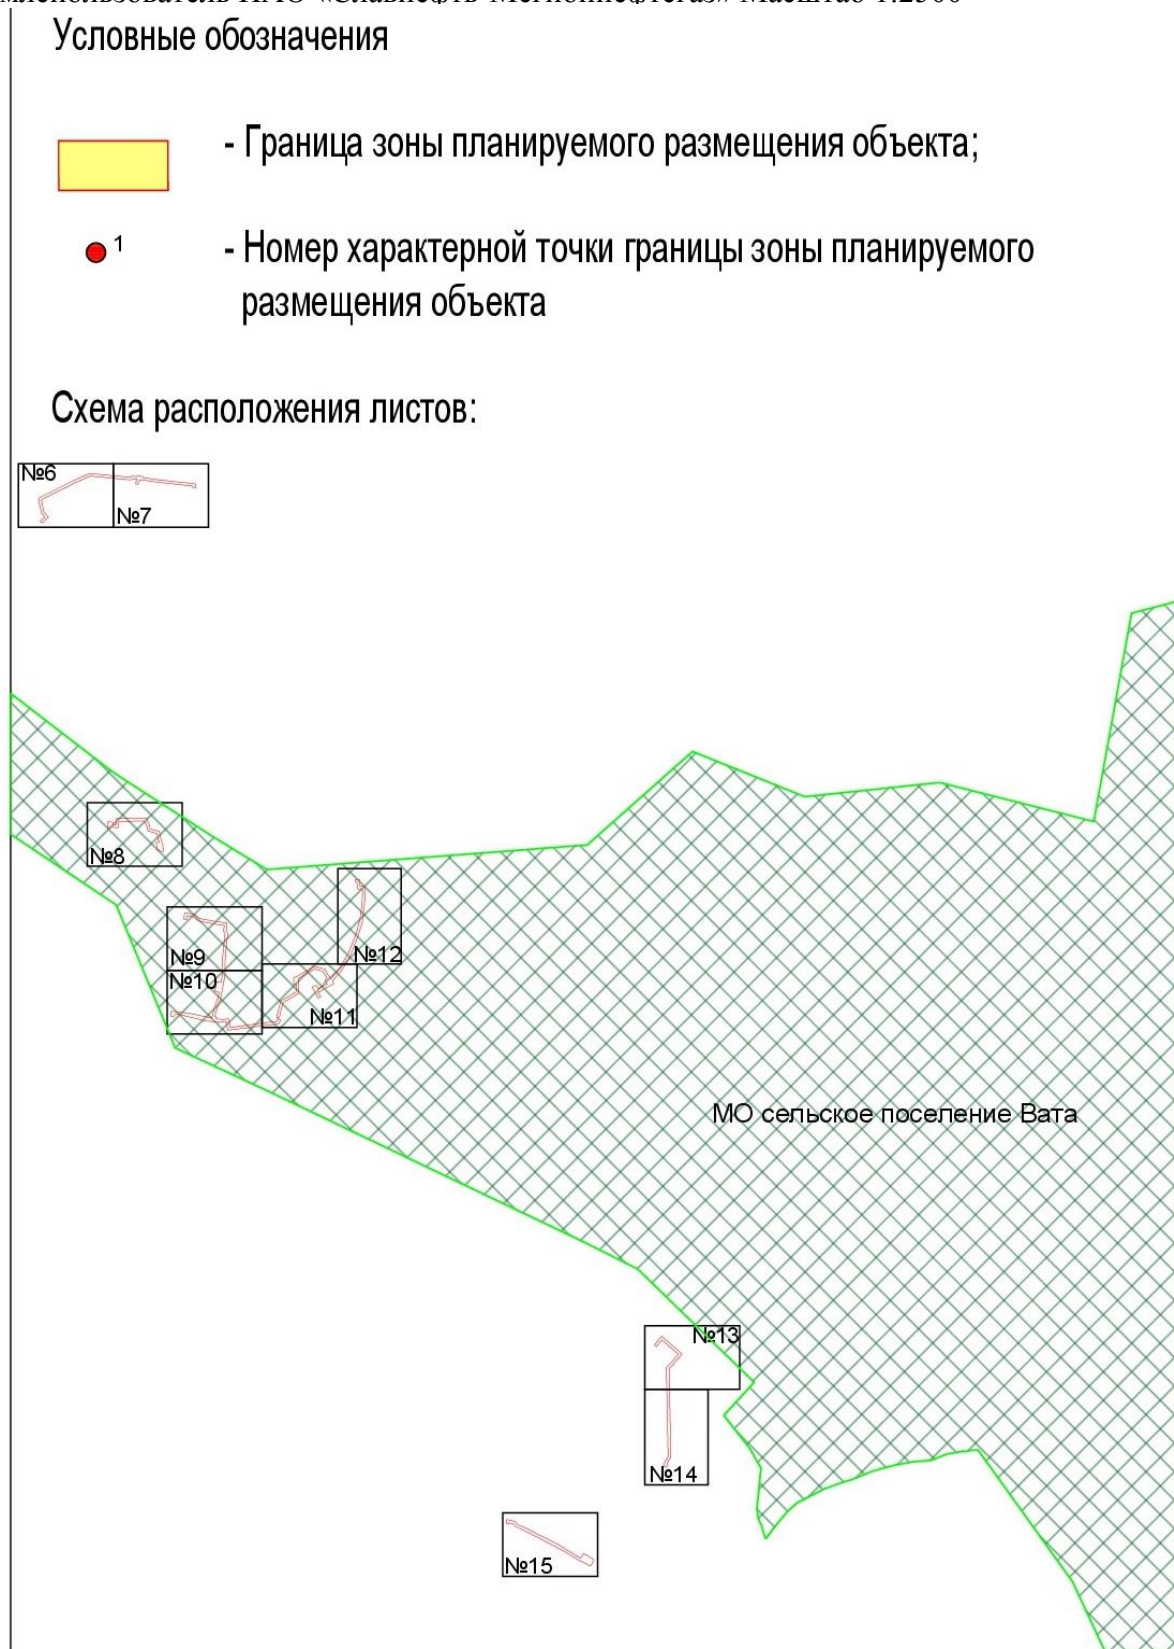 Условные обозначения
- Граница зоны планируемого размещения объекта;
1
- Номер характерной точки границы зоны планируемого
размещения объекта
Схема расположения листов:
№6
№7
№8
№9
№10
№11
№12
МО сельское поселение Вата
№13
№14
№15